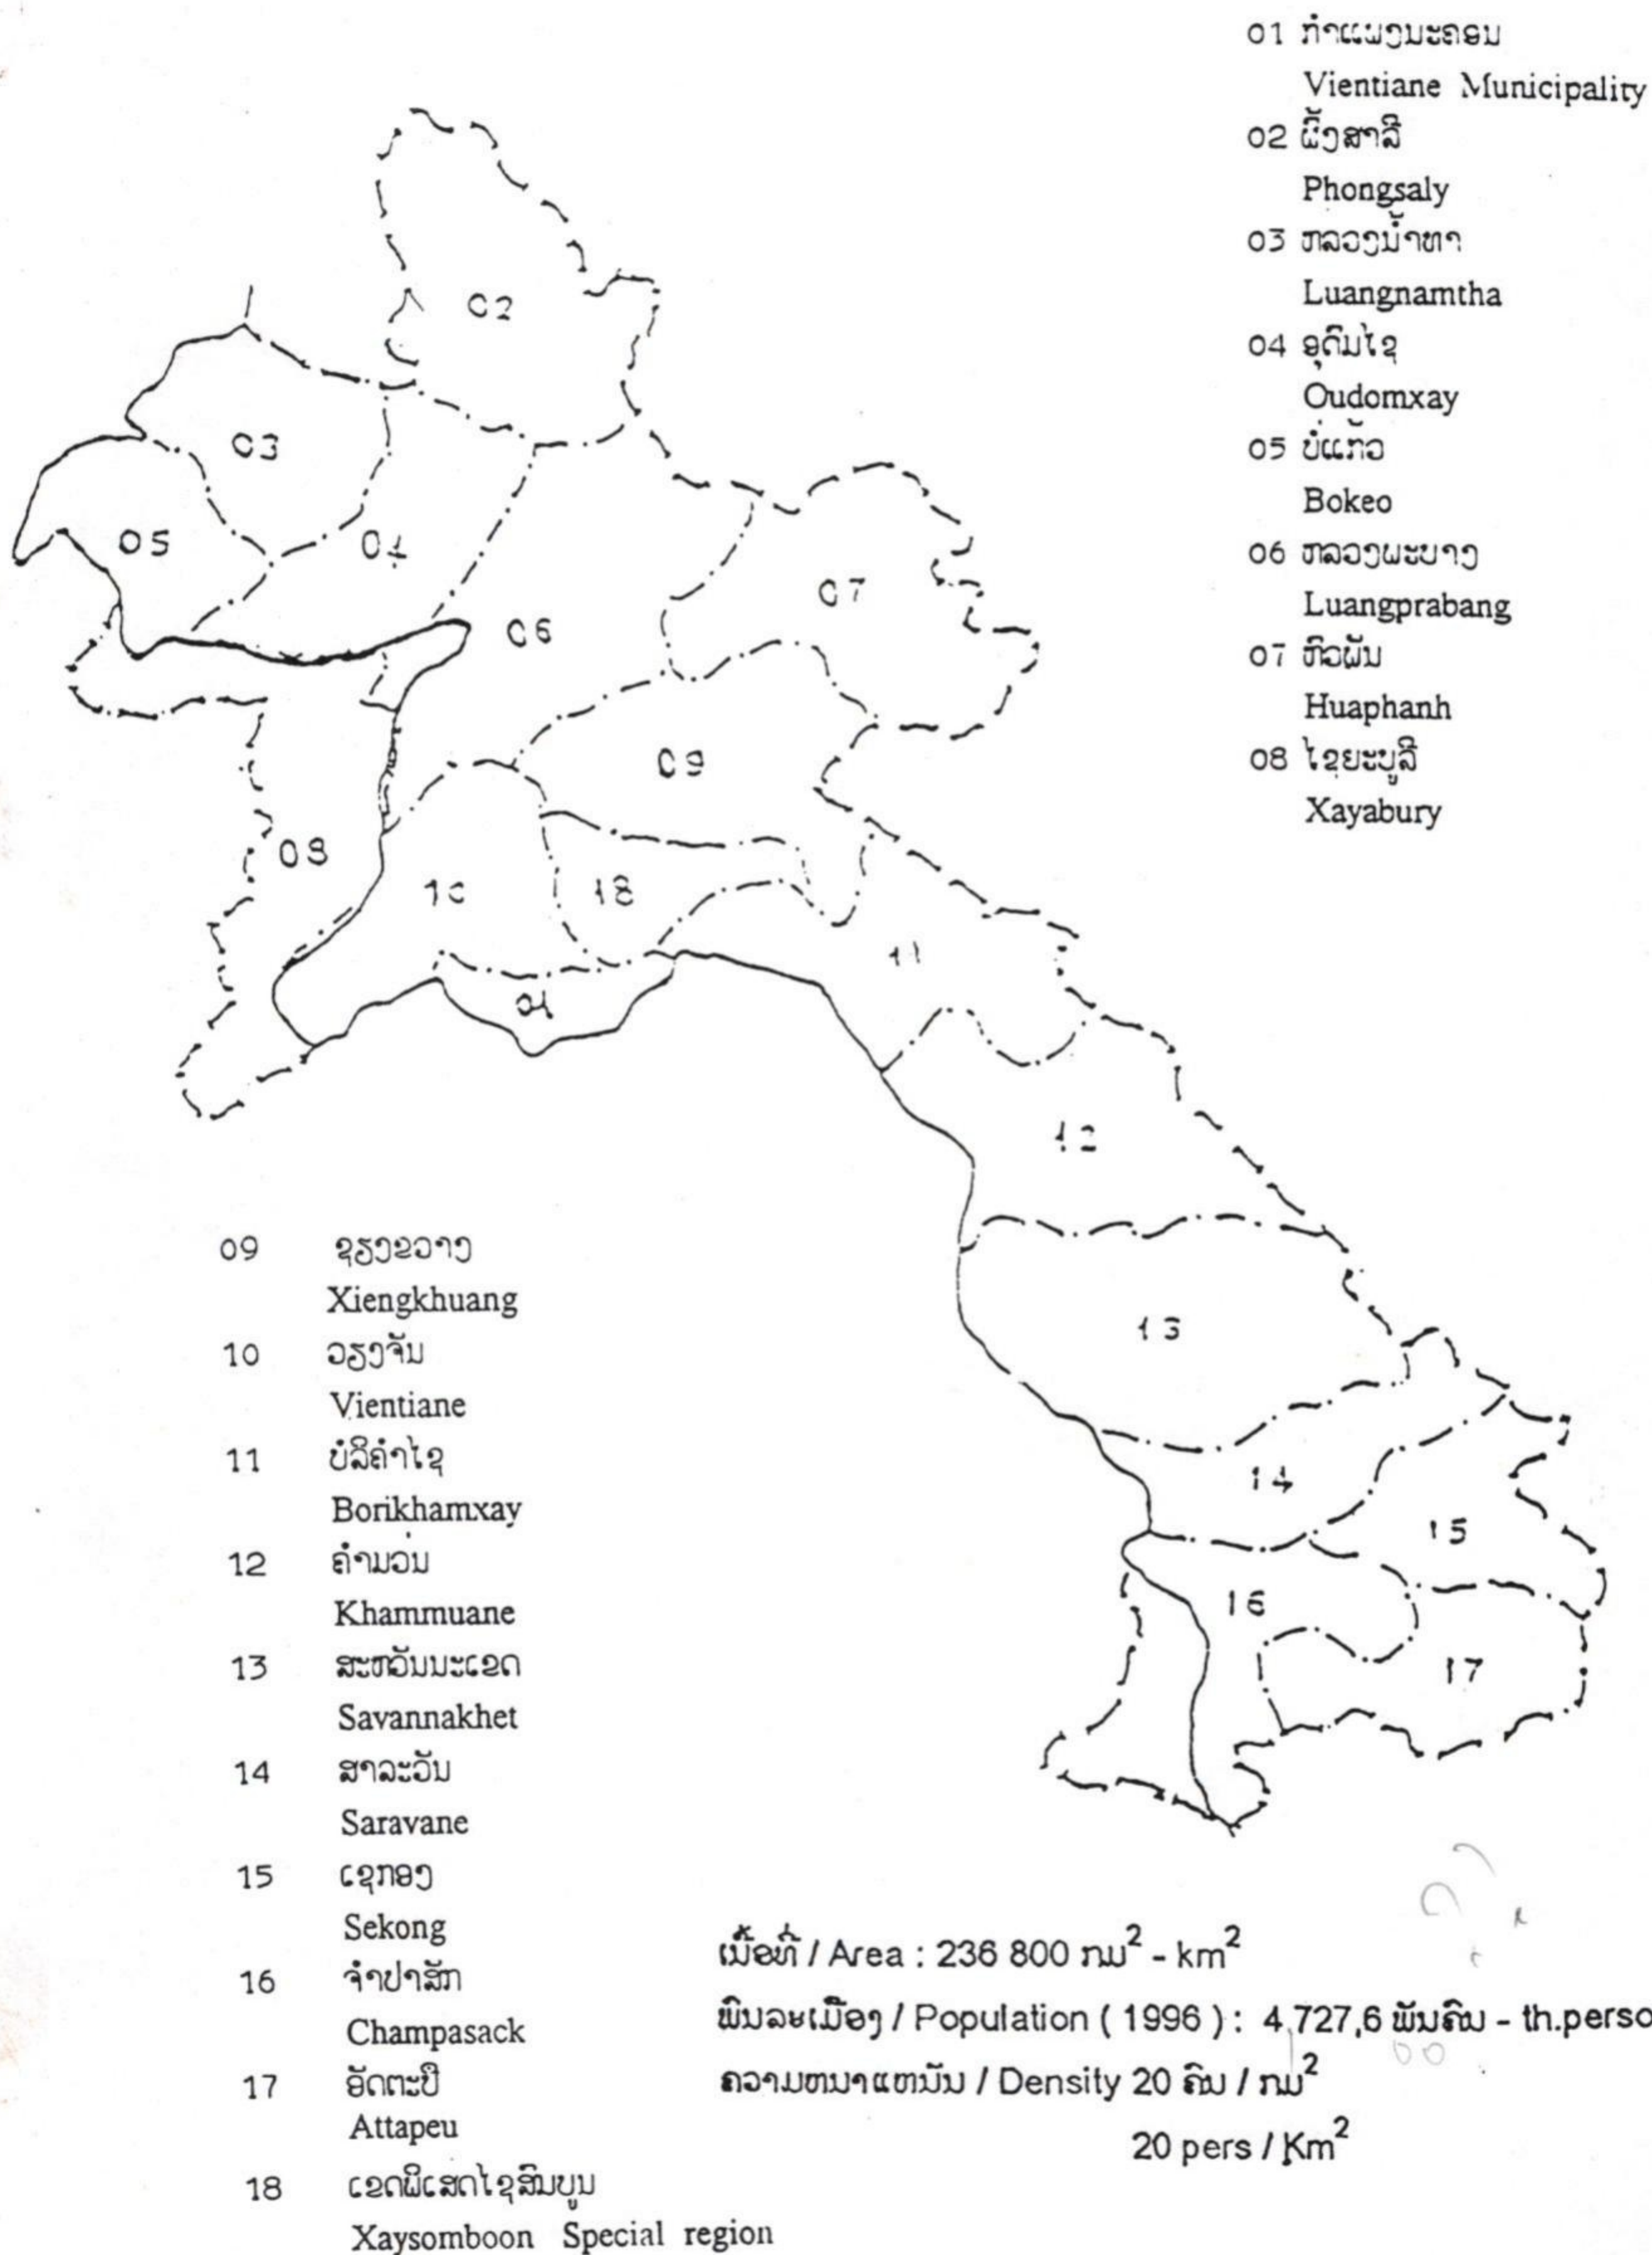 01 ກຳແພງນະຄອນ
Vientiane Municipality
02 ຜົ້ງສາລີ
Phongsaly
03 ຫລວງນ້ຳທາ
Luangnamtha
04 ອຸດົມໄຊ
Oudomxay
05 ບໍ່ແກ້ວ
Bokeo
06 ຫລວງພະບາງ
Luangprabang
07 ຫົວພັນ
Huaphanh
08 ໄຊຍະບູລີ
Xayabury
02
03
05
04
06
07
09
08
10
18
11
01
12
13
14
15
16
17
09 ຊຽງຂວາງ
Xiengkhuang
10 ວຽງຈັນ
Vientiane
11 ບໍລິຄຳໄຊ
Borikhamxay
12 ຄຳມ່ວນ
Khammuane
13 ສະຫວັນນະເຂດ
Savannakhet
14 ສາລະວັນ
Saravane
15 ເຊກອງ
Sekong
16 ຈຳປາສັກ
Champasack
17 ອັດຕະປື
Attapeu
18 ເຂດພິເສດໄຊສົມບູນ
Xaysomboon Special region
ເນື້ອທີ່ / Area : 236 800 ກມ² - km²
ພົນລະເມືອງ / Population ( 1996 ) : 4,727,6 ພັນຄົນ - th.perso
ຄວາມຫນາແຫນ້ນ / Density 20 ຄົນ / ກມ²
20 pers / Km²